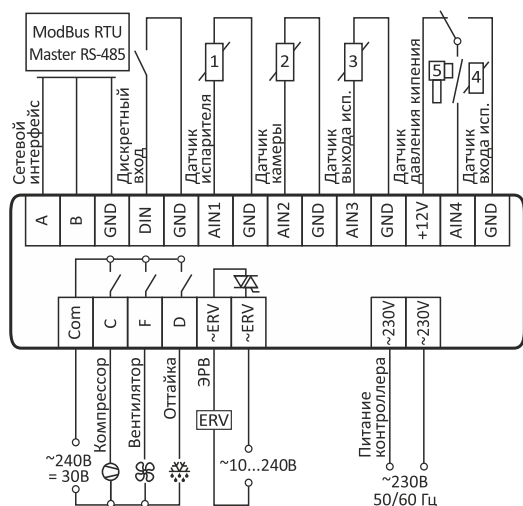 ModBus RTU
Master RS-485
Сетевой
интерфейс
Дискретный
вход
Датчик
испарителя
Датчик
камеры
Датчик
выхода исп.
Датчик
давления кипения
Датчик
входа исп.
1
2
3
5
4
A
B
GND
DIN
GND
AIN1
GND
AIN2
GND
AIN3
GND
+12V
AIN4
GND
Com
C
F
D
~ERV
~ERV
~230V
~230V
Компрессор
Вентилятор
Оттайка
ЭРВ
ERV
Питание
контроллера
~240В
= 30В
~10...240В
~230В
50/60 Гц